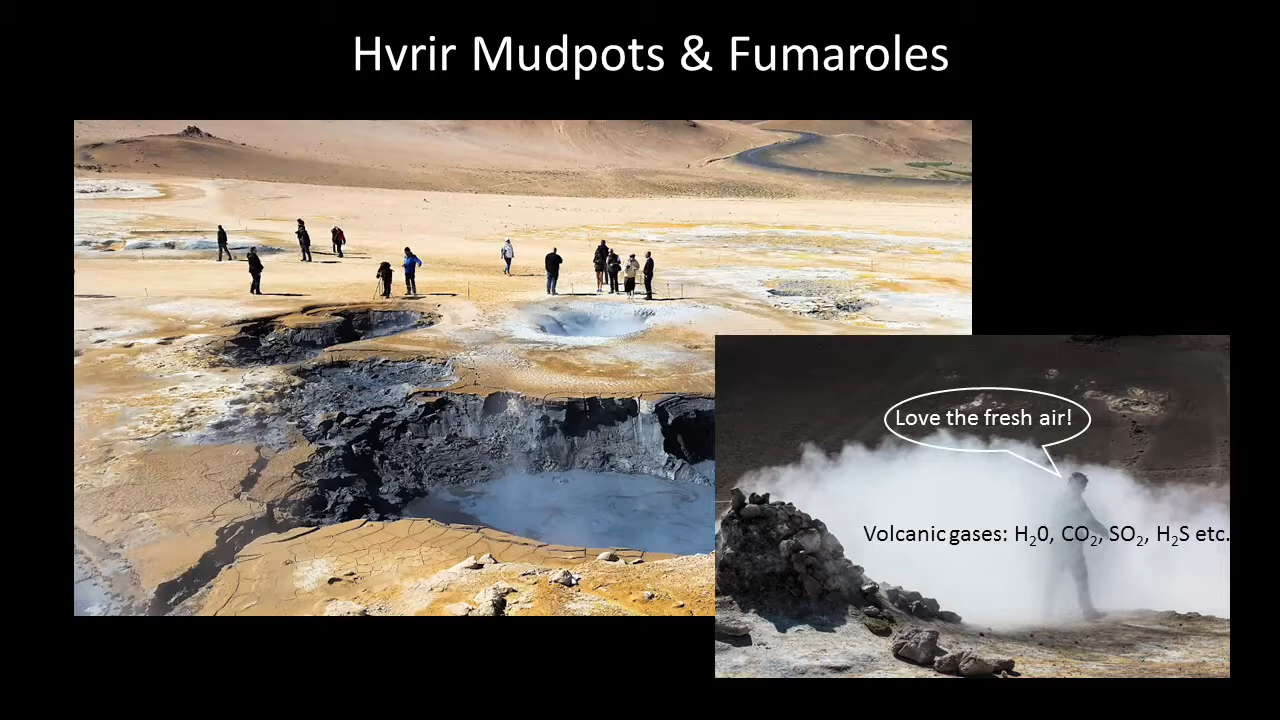 Hvrir Mudpots & Fumaroles
Love the fresh air!
Volcanic gases: H₂0, CO₂, SO₂, H₂S etc.